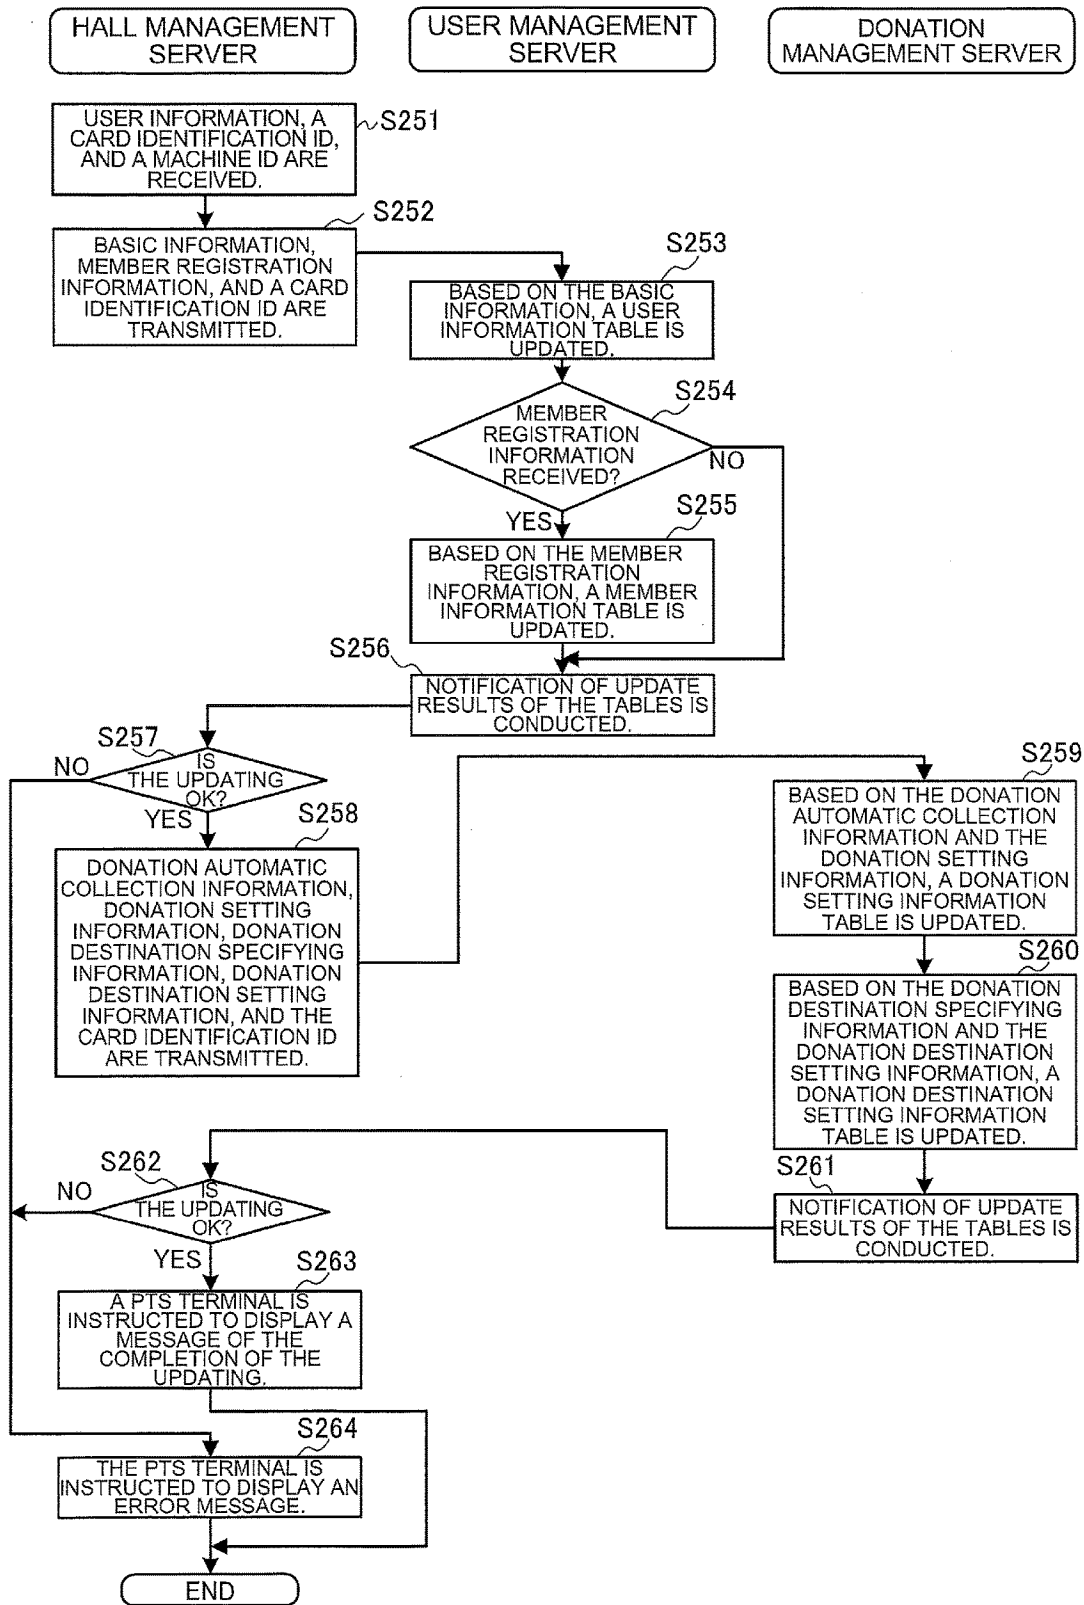 HALL MANAGEMENT
SERVER
USER MANAGEMENT
SERVER
DONATION
MANAGEMENT SERVER
S251
USER INFORMATION, A
CARD IDENTIFICATION ID,
AND A MACHINE ID ARE
RECEIVED.
S252
BASIC INFORMATION,
MEMBER REGISTRATION
INFORMATION, AND A CARD
IDENTIFICATION ID ARE
TRANSMITTED.
S253
BASED ON THE BASIC
INFORMATION, A USER
INFORMATION TABLE IS
UPDATED.
S254
MEMBER
REGISTRATION
INFORMATION
RECEIVED?
NO
YES
S255
BASED ON THE MEMBER
REGISTRATION
INFORMATION, A MEMBER
INFORMATION TABLE IS
UPDATED.
S256
NOTIFICATION OF UPDATE
RESULTS OF THE TABLES IS
CONDUCTED.
S257
IS
THE UPDATING
OK?
NO
YES
S258
DONATION AUTOMATIC
COLLECTION INFORMATION,
DONATION SETTING
INFORMATION, DONATION
DESTINATION SPECIFYING
INFORMATION, DONATION
DESTINATION SETTING
INFORMATION, AND THE
CARD IDENTIFICATION ID
ARE TRANSMITTED.
S259
BASED ON THE DONATION
AUTOMATIC COLLECTION
INFORMATION AND THE
DONATION SETTING
INFORMATION, A DONATION
SETTING INFORMATION
TABLE IS UPDATED.
S260
BASED ON THE DONATION
DESTINATION SPECIFYING
INFORMATION AND THE
DONATION DESTINATION
SETTING INFORMATION, A
DONATION DESTINATION
SETTING INFORMATION
TABLE IS UPDATED.
S261
NOTIFICATION OF UPDATE
RESULTS OF THE TABLES IS
CONDUCTED.
S262
IS
THE UPDATING
OK?
NO
YES
S263
A PTS TERMINAL IS
INSTRUCTED TO DISPLAY A
MESSAGE OF THE
COMPLETION OF THE
UPDATING.
S264
THE PTS TERMINAL IS
INSTRUCTED TO DISPLAY AN
ERROR MESSAGE.
END